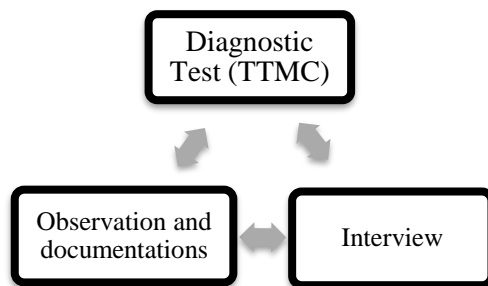 Diagnostic
Test (TTMC)
Observation and
documentations
Interview